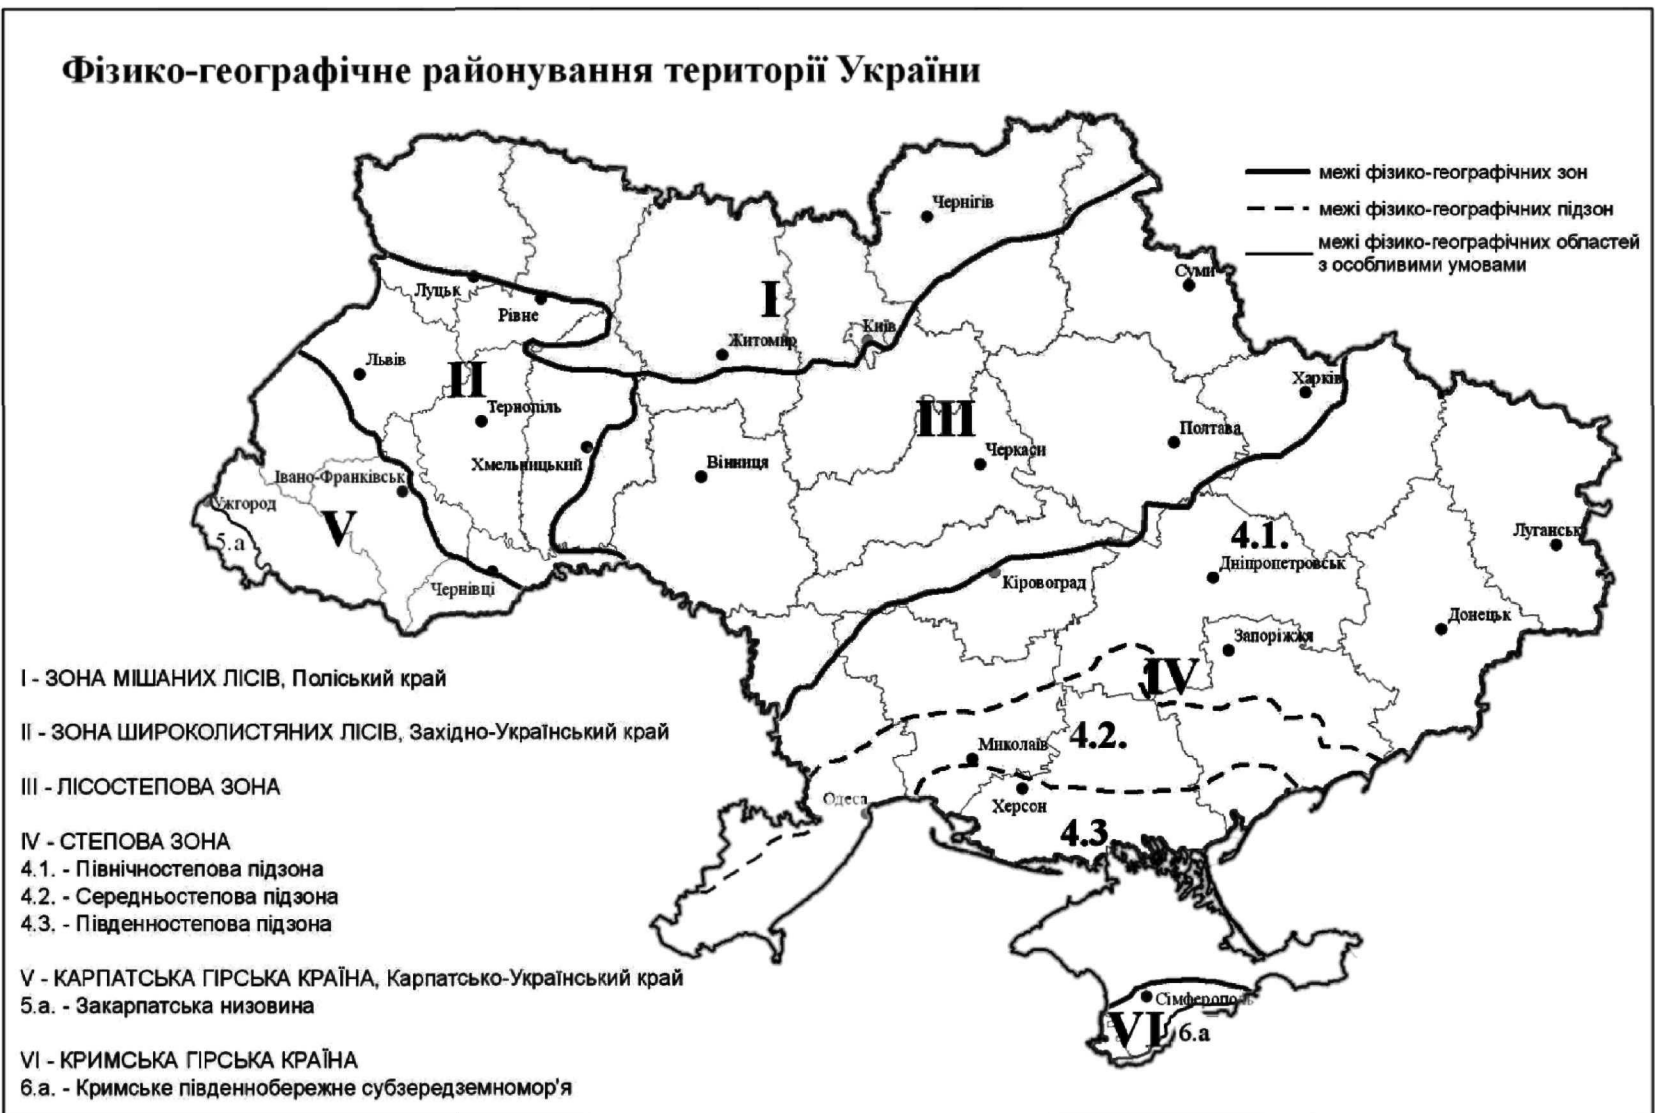 Фізико-географічне районування території України
межі фізико-географічних зон
межі фізико-географічних підзон
межі фізико-географічних областей
з особливими умовами
Чернігів
Суми
Луцьк
Рівне
I
Київ
Житомир
Львів
II
Тернопіль
Харків
III
Полтава
Черкаси
Хмельницький
Вінниця
Івано-Франківськ
Ужгород
V
5.а
4.1.
Луганськ
Дніпропетровськ
Кіровоград
Чернівці
Донецьк
Запоріжжя
IV
4.2.
Миколаїв
Одеса
Херсон
4.3
Сімферополь
VI
6.а
I - ЗОНА МІШАНИХ ЛІСІВ, Поліський край
II - ЗОНА ШИРОКОЛИСТЯНИХ ЛІСІВ, Західно-Український край
III - ЛІСОСТЕПОВА ЗОНА
IV - СТЕПОВА ЗОНА
4.1. - Північностепова підзона
4.2. - Середньостепова підзона
4.3. - Південностепова підзона
V - КАРПАТСЬКА ГІРСЬКА КРАЇНА, Карпатсько-Український край
5.а. - Закарпатська низовина
VI - КРИМСЬКА ГІРСЬКА КРАЇНА
6.а. - Кримське південнобережне субзередземномор'я